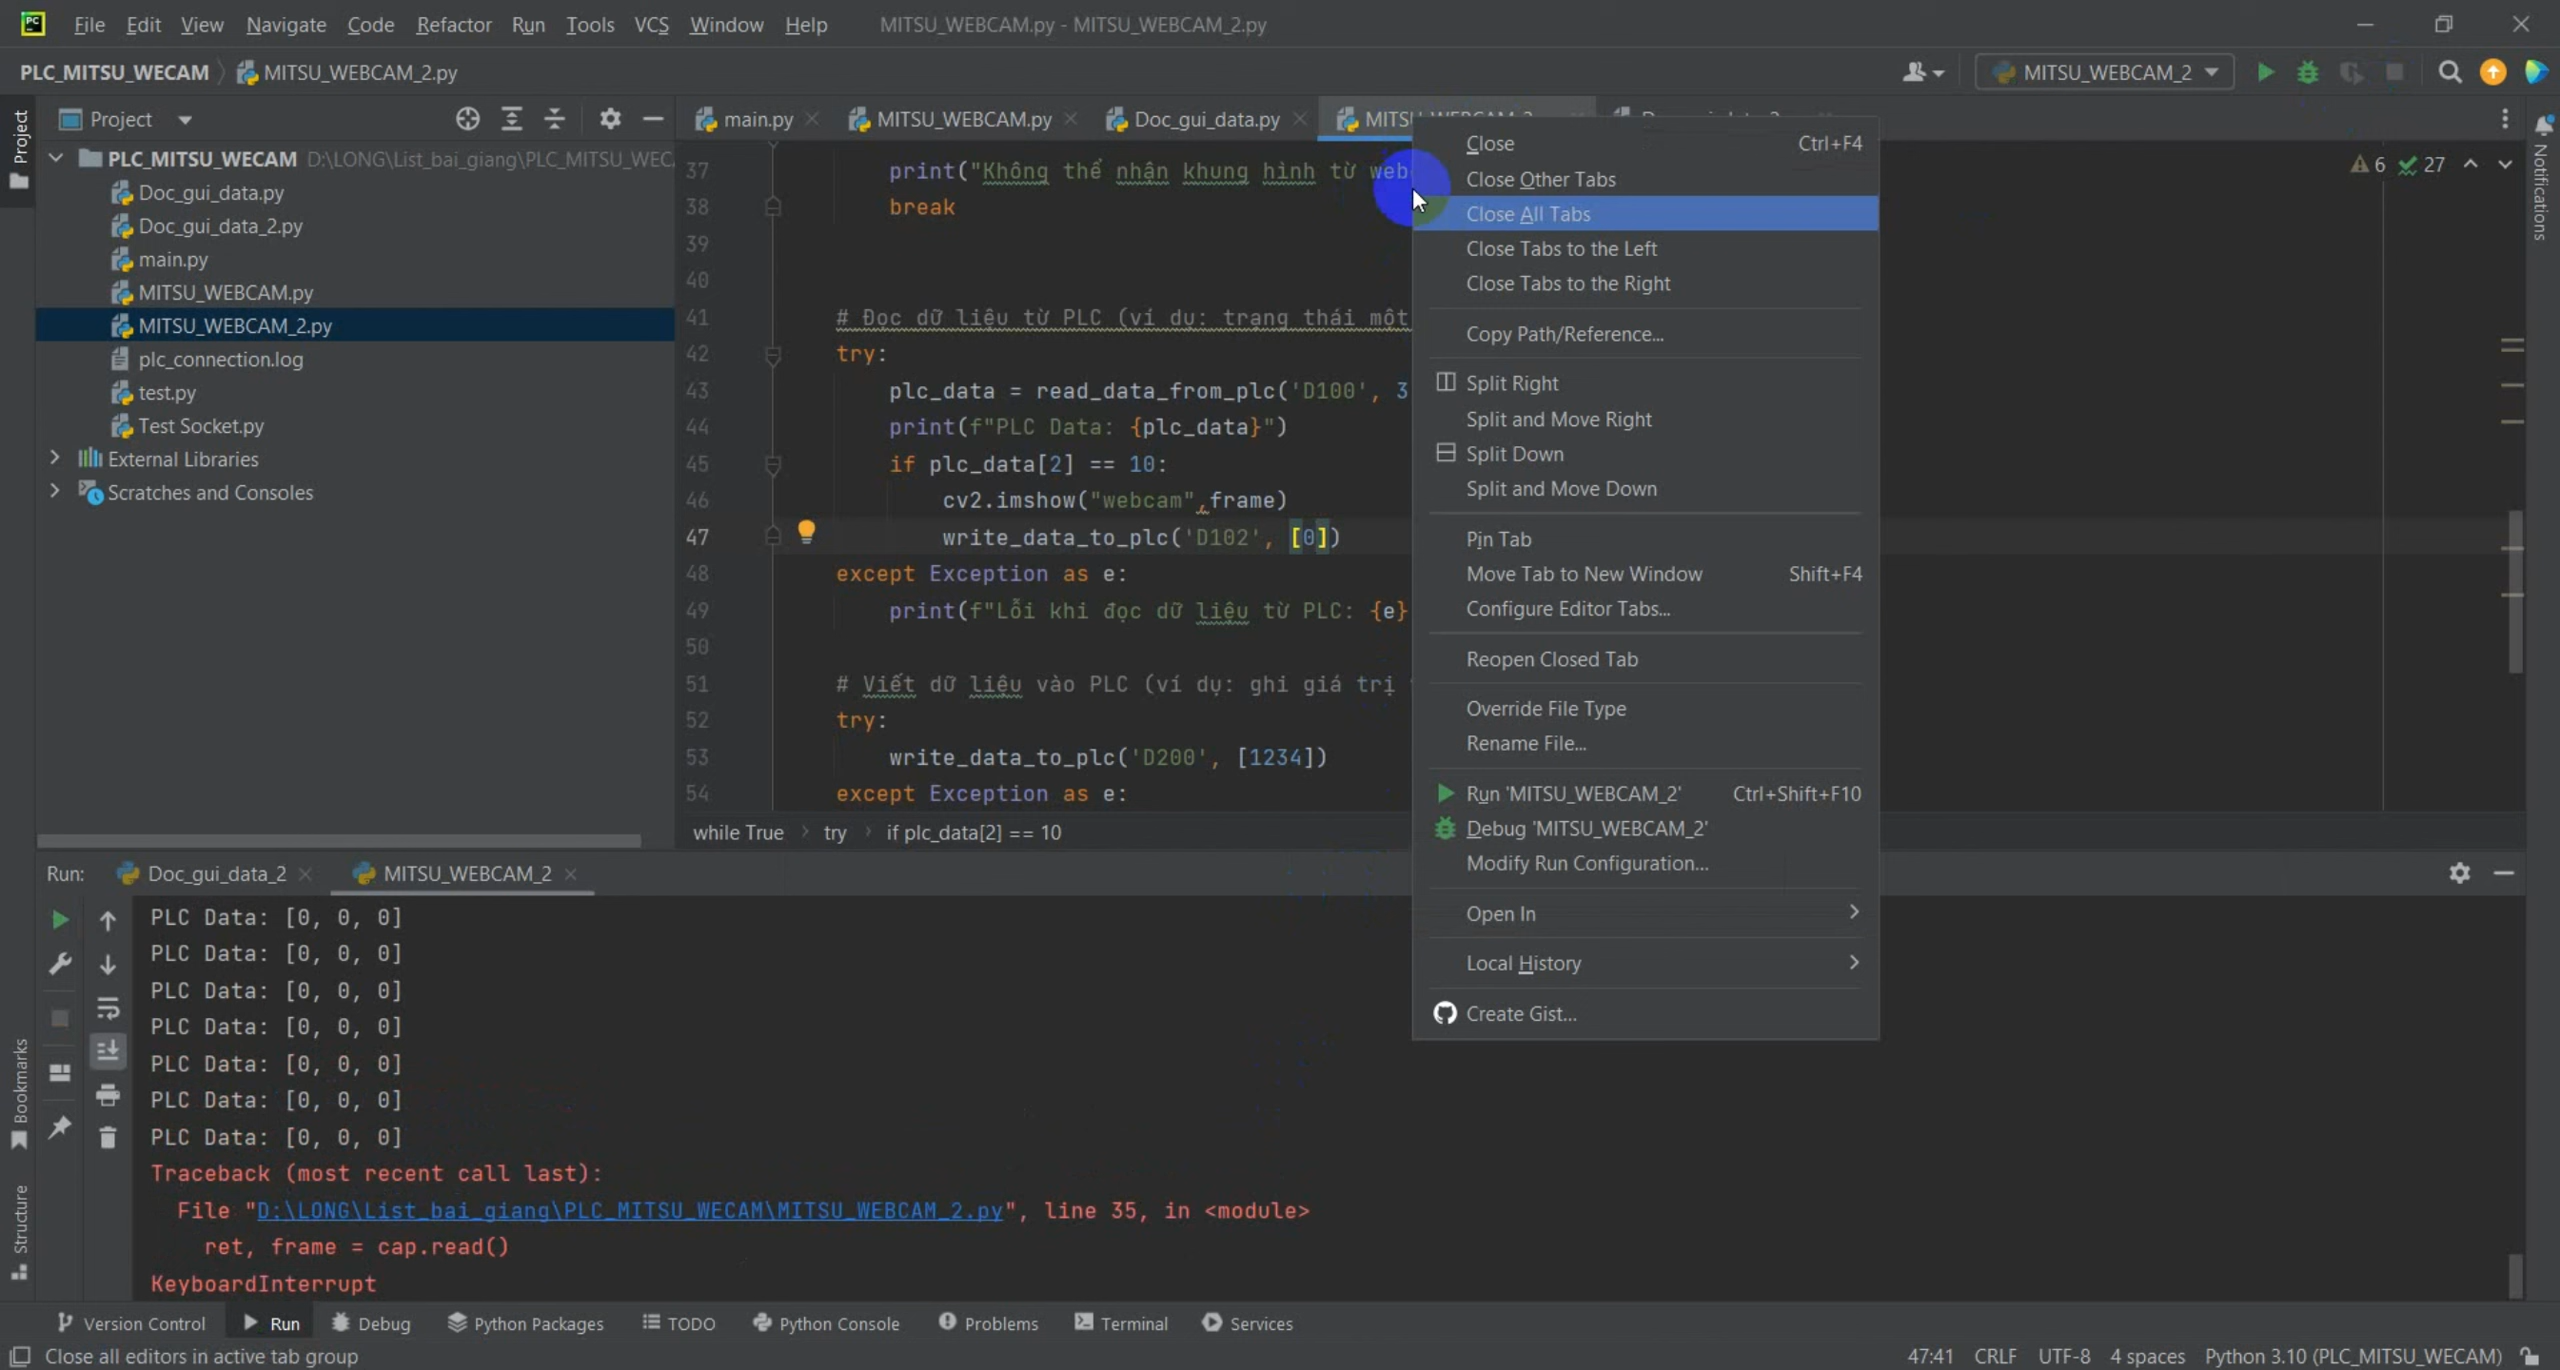 File Edit View Navigate Code Refactor Run Tools VCS Window Help MITSU_WEBCAM.py - MITSU_WEBCAM_2.py
PLC_MITSU_WECAM MITSU_WEBCAM_2.py
MITSU_WEBCAM_2
Project
main.py MITSU_WEBCAM.py Doc_gui_data.py
PLC_MITSU_WECAM D:\LONG\List_bai_giang\PLC_MITSU_WEC
Doc_gui_data.py
Doc_gui_data_2.py
main.py
MITSU_WEBCAM.py
MITSU_WEBCAM_2.py
plc_connection.log
test.py
Test Socket.py
External Libraries
Scratches and Consoles
Project
Bookmarks
Structure
Notifications
6 27
37 print("Không thể nhận khung hình từ web
38 break
39
40
41 # Đọc dữ liệu từ PLC (ví dụ: trạng thái một
42 try:
43 plc_data = read_data_from_plc('D100', 3
44 print(f"PLC Data: {plc_data}")
45 if plc_data[2] == 10:
46 cv2.imshow("webcam",frame)
47 write_data_to_plc('D102', [0])
48 except Exception as e:
49 print(f"Lỗi khi đọc dữ liệu từ PLC: {e}
50
51 # Viết dữ liệu vào PLC (ví dụ: ghi giá trị
52 try:
53 write_data_to_plc('D200', [1234])
54 except Exception as e:
while True try if plc_data[2] == 10
Close Ctrl+F4
Close Other Tabs
Close All Tabs
Close Tabs to the Left
Close Tabs to the Right
Copy Path/Reference...
Split Right
Split and Move Right
Split Down
Split and Move Down
Pin Tab
Move Tab to New Window Shift+F4
Configure Editor Tabs...
Reopen Closed Tab
Override File Type
Rename File...
Run 'MITSU_WEBCAM_2' Ctrl+Shift+F10
Debug 'MITSU_WEBCAM_2'
Modify Run Configuration...
Open In
Local History
Create Gist...
Run: Doc_gui_data_2 MITSU_WEBCAM_2
PLC Data: [0, 0, 0]
PLC Data: [0, 0, 0]
PLC Data: [0, 0, 0]
PLC Data: [0, 0, 0]
PLC Data: [0, 0, 0]
PLC Data: [0, 0, 0]
PLC Data: [0, 0, 0]
Traceback (most recent call last):
File "D:\LONG\List_bai_giang\PLC_MITSU_WECAM\MITSU_WEBCAM_2.py", line 35, in <module>
ret, frame = cap.read()
KeyboardInterrupt
Version Control Run Debug Python Packages TODO Python Console Problems Terminal Services
Close all editors in active tab group 47:41 CRLF UTF-8 4 spaces Python 3.10 (PLC_MITSU_WECAM)